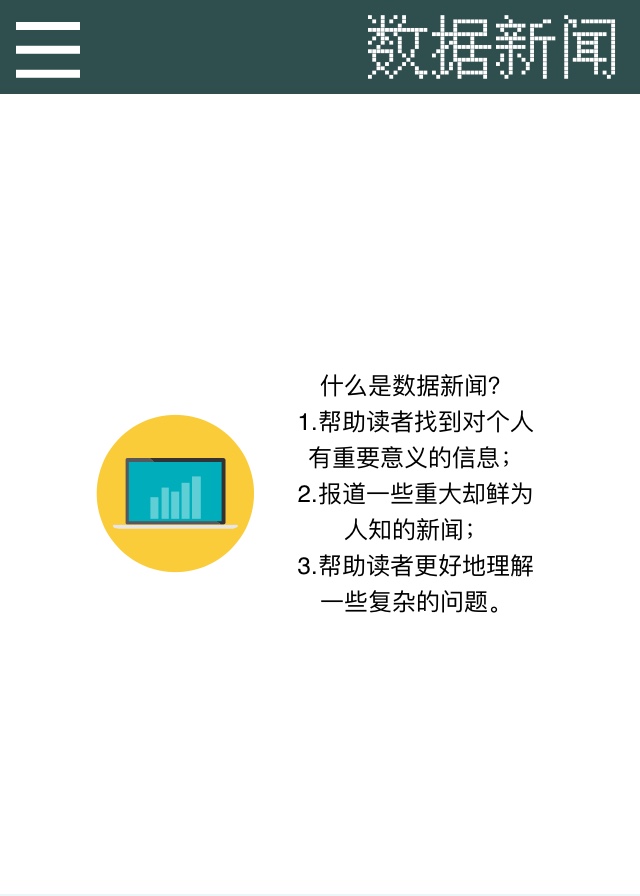 数据新闻
什么是数据新闻？
1.帮助读者找到对个人
有重要意义的信息；
2.报道一些重大却鲜为
人知的新闻；
3.帮助读者更好地理解
一些复杂的问题。